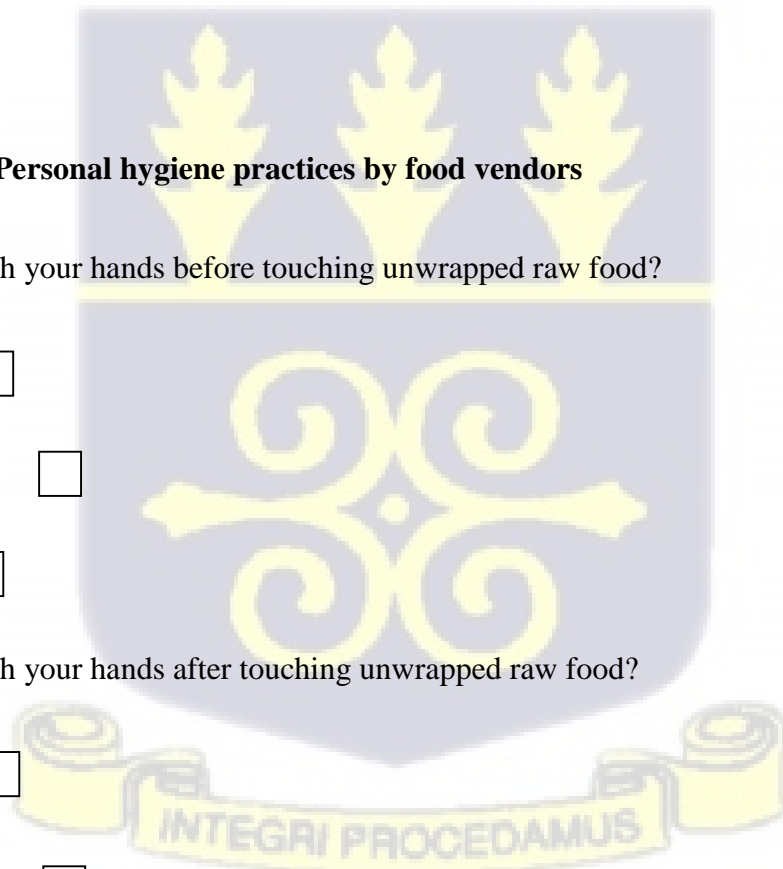 Personal hygiene practices by food vendors
h your hands before touching unwrapped raw food?
h your hands after touching unwrapped raw food?
INTEGRI PROCEDAMUS